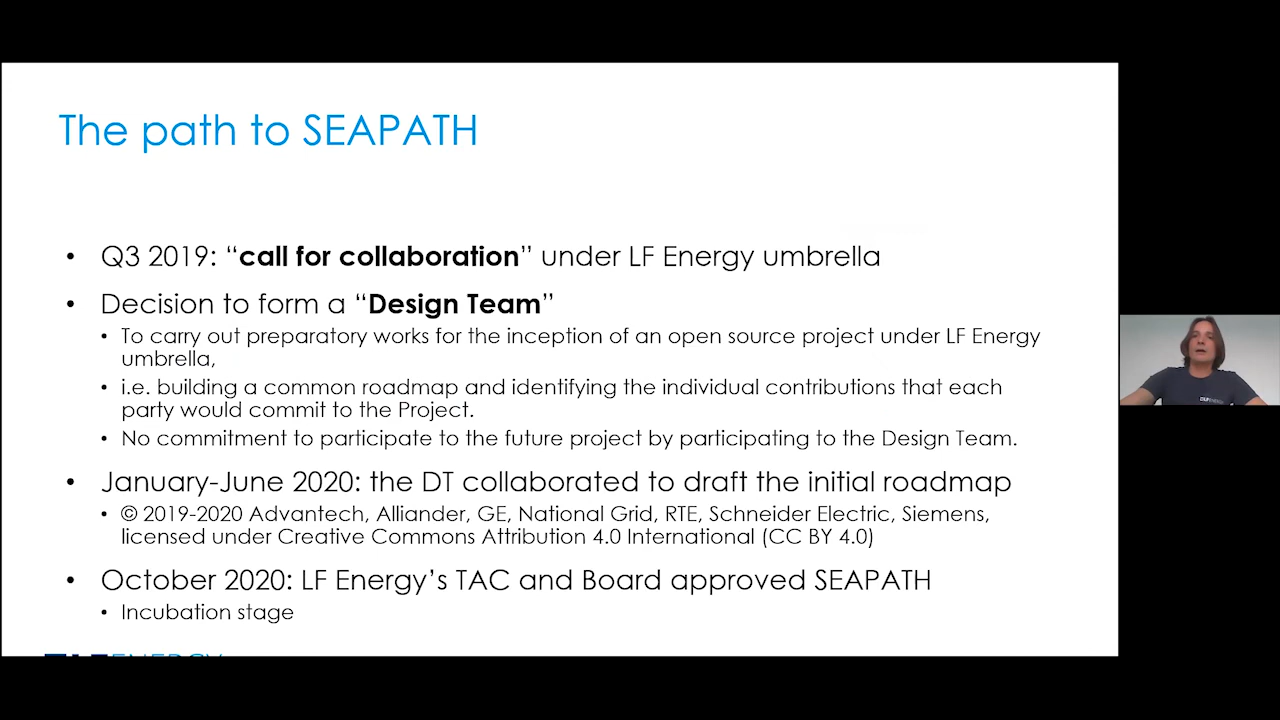 The path to SEAPATH
• Q3 2019: “call for collaboration” under LF Energy umbrella
• Decision to form a “Design Team”
• To carry out preparatory works for the inception of an open source project under LF Energy
umbrella,
• i.e. building a common roadmap and identifying the individual contributions that each
party would commit to the Project.
• No commitment to participate to the future project by participating to the Design Team.
• January-June 2020: the DT collaborated to draft the initial roadmap
• © 2019-2020 Advantech, Alliander, GE, National Grid, RTE, Schneider Electric, Siemens,
licensed under Creative Commons Attribution 4.0 International (CC BY 4.0)
• October 2020: LF Energy’s TAC and Board approved SEAPATH
• Incubation stage